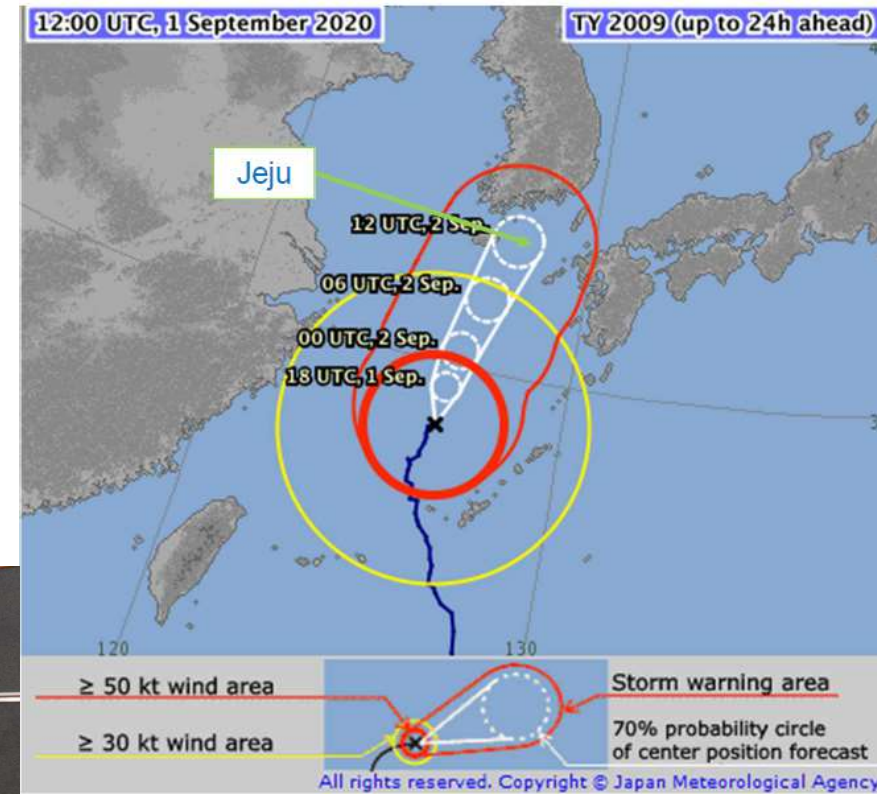 12:00 UTC, 1 September 2020
TY 2009 (up to 24h ahead)
Jeju
12 UTC, 2 Sep.
06 UTC, 2 Sep.
00 UTC, 2 Sep.
18 UTC, 1 Sep.
120
130
≥ 50 kt wind area
≥ 30 kt wind area
Storm warning area
70% probability circle
of center position forecast
All rights reserved. Copyright © Japan Meteorological Agency